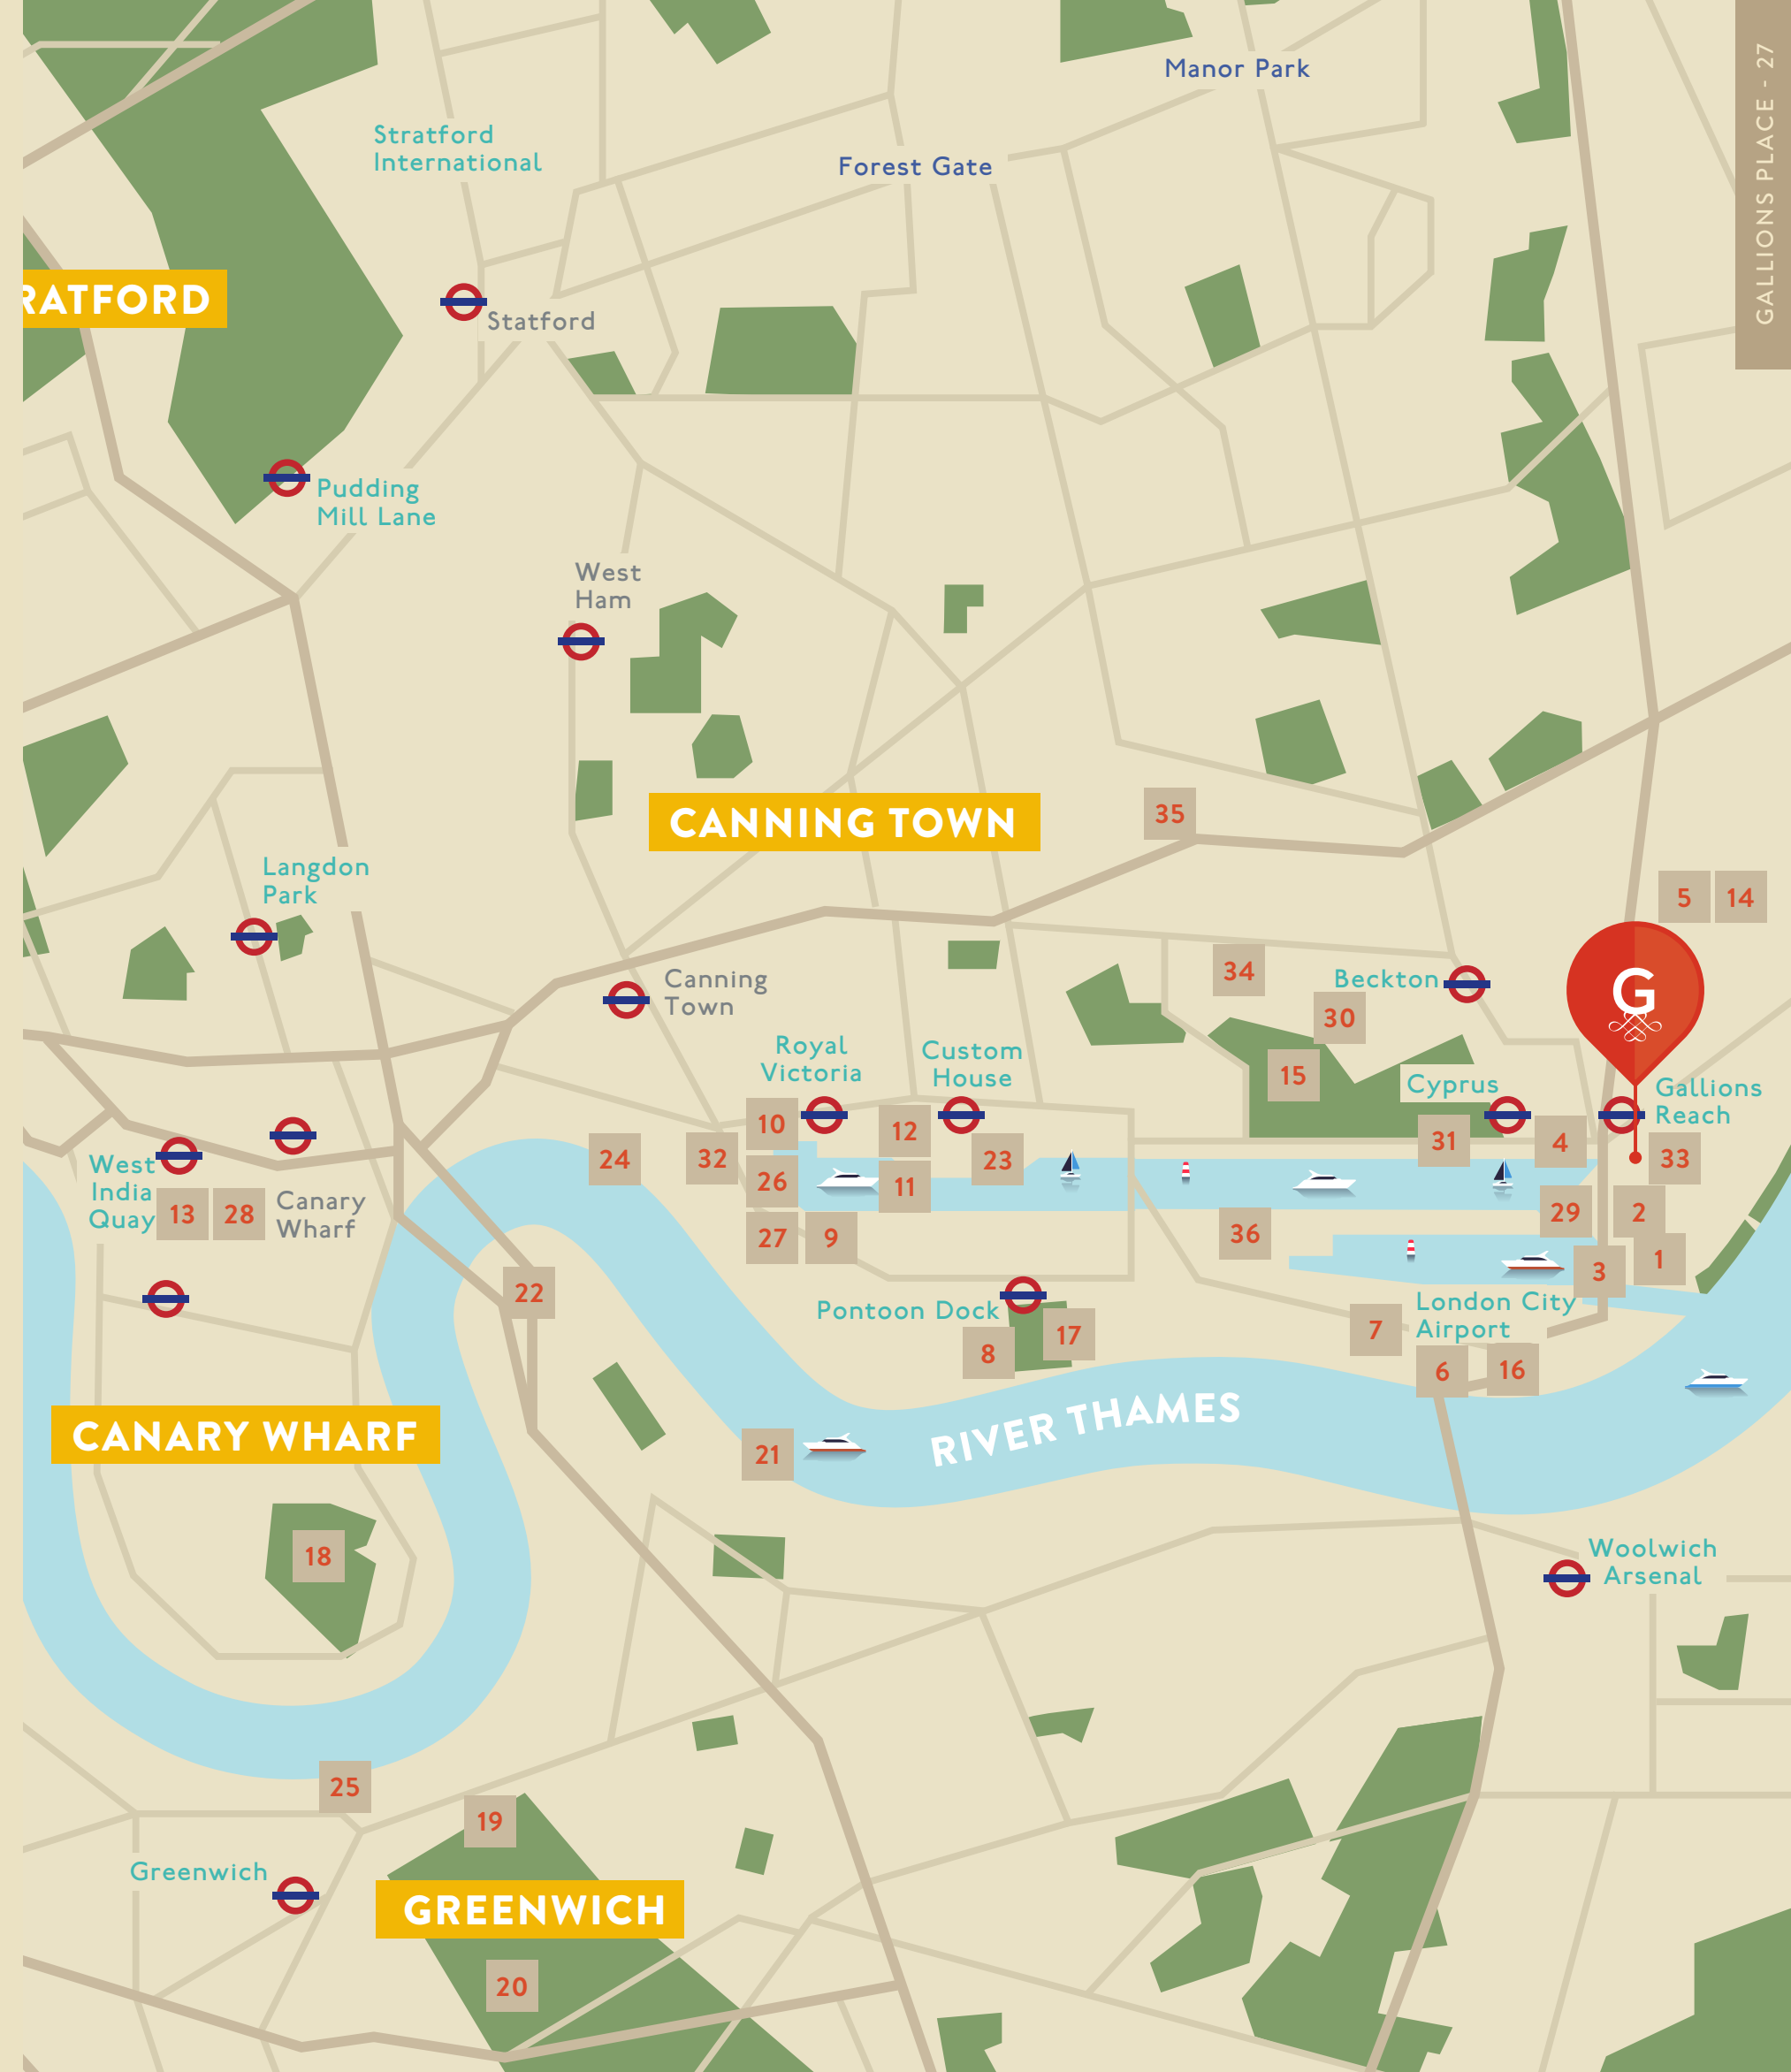 Manor Park
GALLIONS PLACE - 27
Stratford
International
Forest Gate
RATFORD
Statford
Pudding
Mill Lane
West
Ham
CANNING TOWN
35
Langdon
Park
5
14
Canning
Town
34
Beckton
G
30
Royal
Victoria
Custom
House
15
Cyprus
Gallions
Reach
10
12
31
4
33
24
32
23
West
India
Quay
13
28
Canary
Wharf
26
11
29
2
27
9
36
1
3
22
Pontoon Dock
London City
Airport
8
17
7
6
16
CANARY WHARF
RIVER THAMES
21
18
Woolwich
Arsenal
25
19
Greenwich
GREENWICH
20